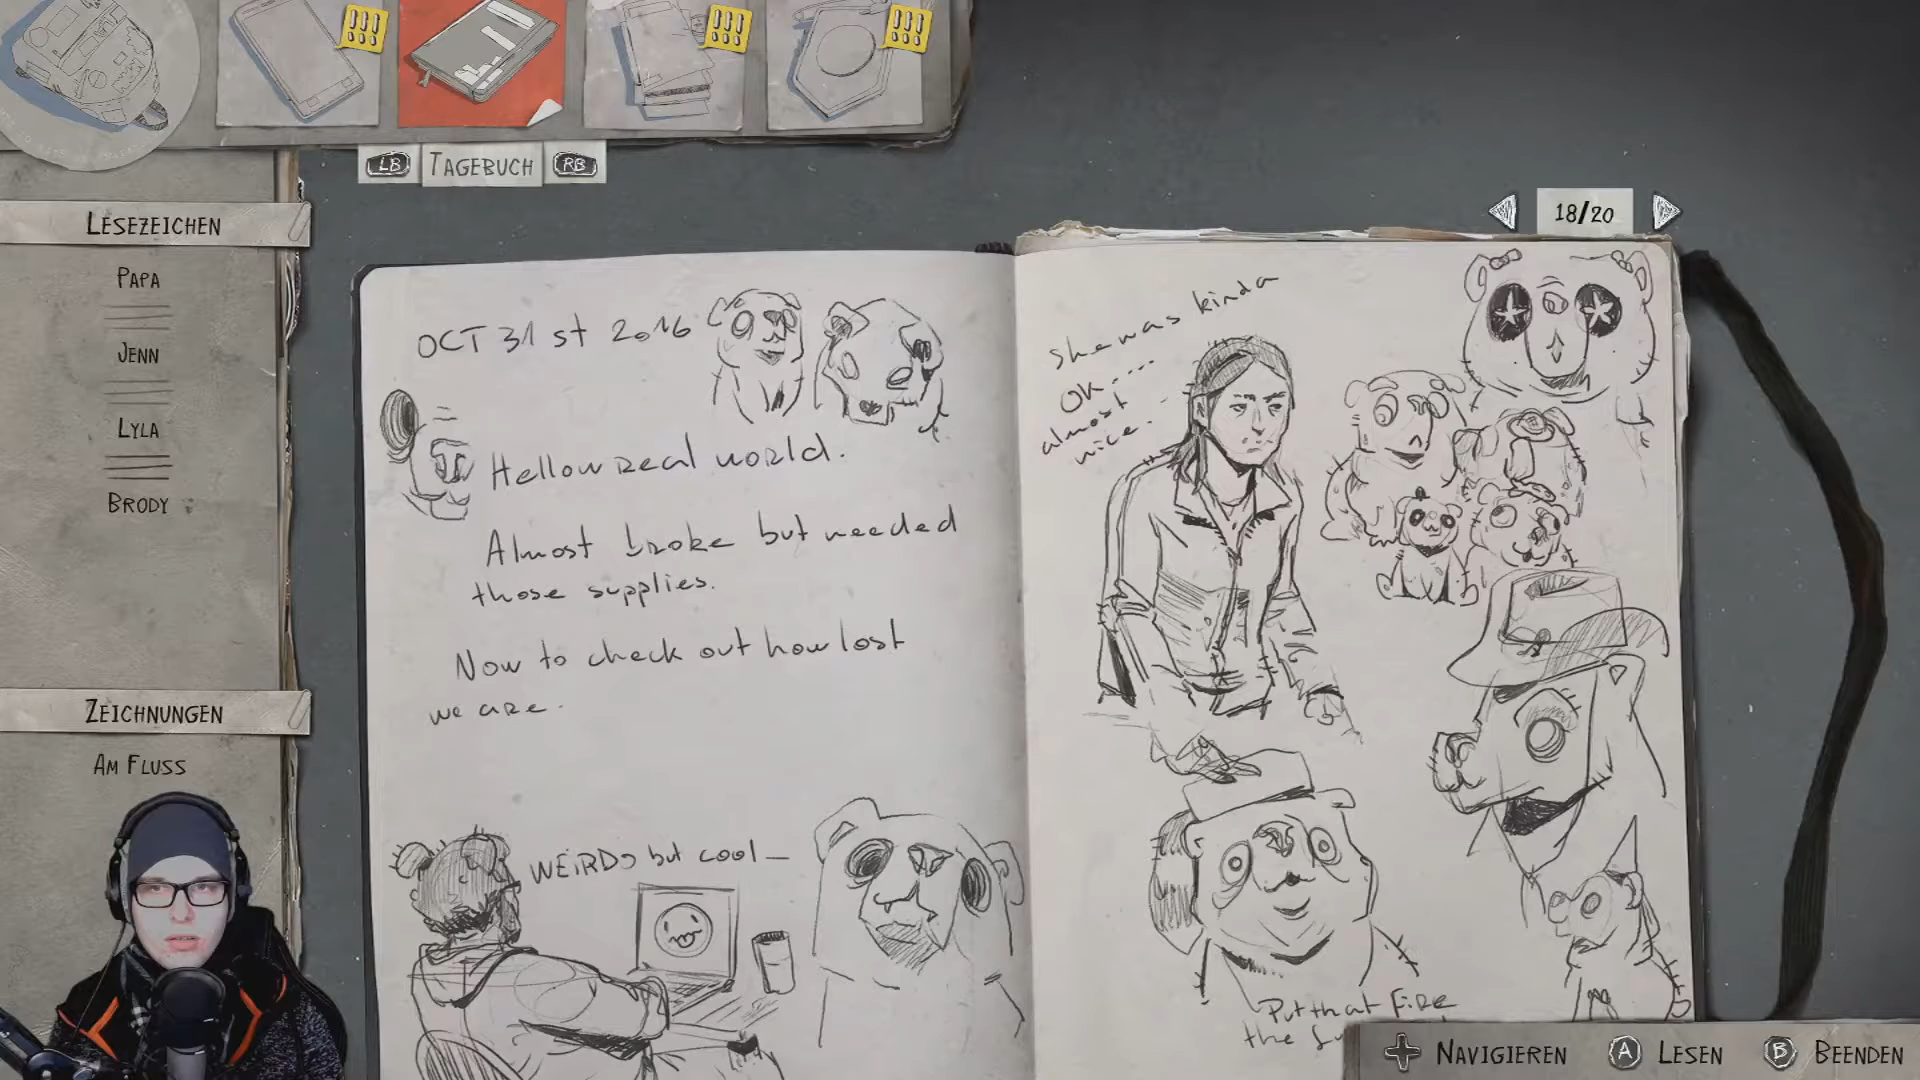 LB TAGEBUCH RB
LESEZEICHEN
PAPA
JENN
LYLA
BRODY
ZEICHNUNGEN
AM FLUSS
18/20
OCT 31 st 2016
Hellow real world.
Almost broke but needed
those supplies.
Now to check out how lost
we are.
WEIRDO but cool
she was kinda
OK....
almost
nice.
Put that Fire
the
NAVIGIEREN A LESEN B BEENDEN